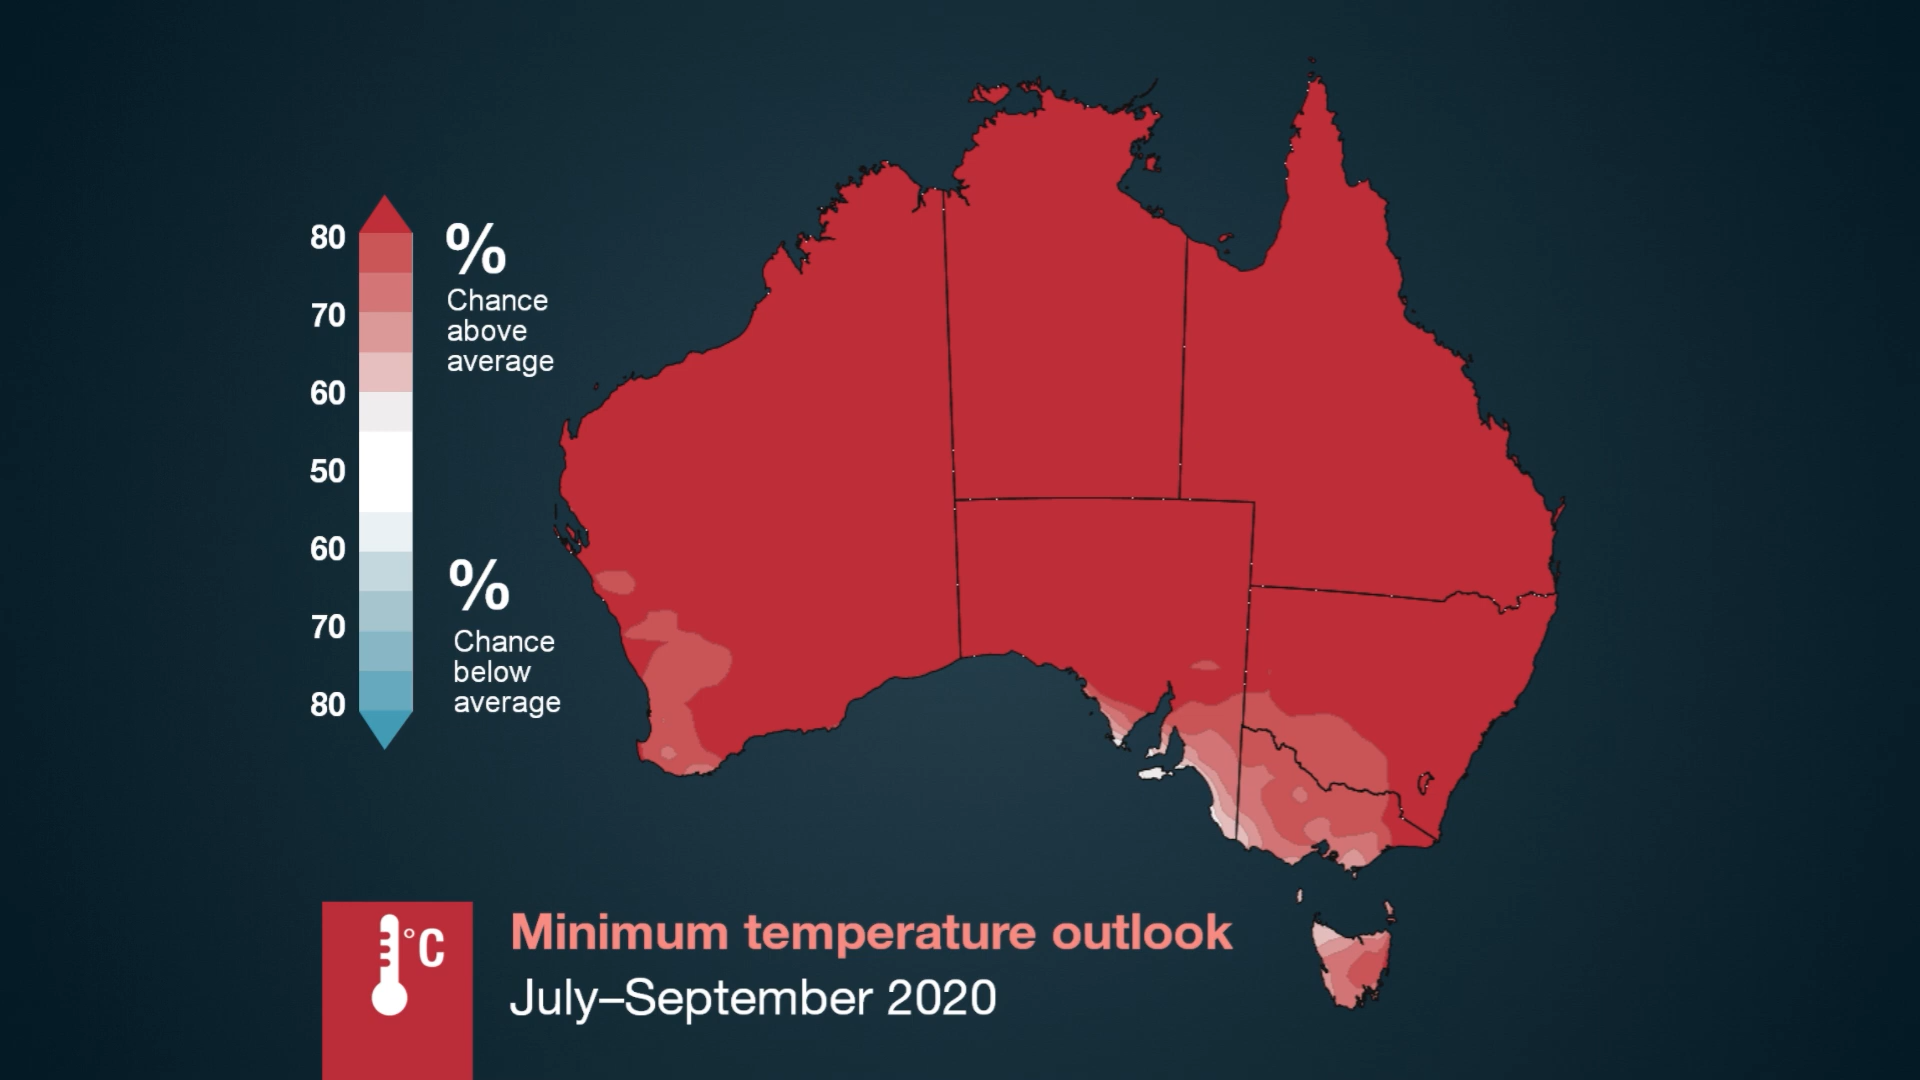 80
70
60
50
60
70
80
%
Chance
above
average
%
Chance
below
average
°C
Minimum temperature outlook
July–September 2020